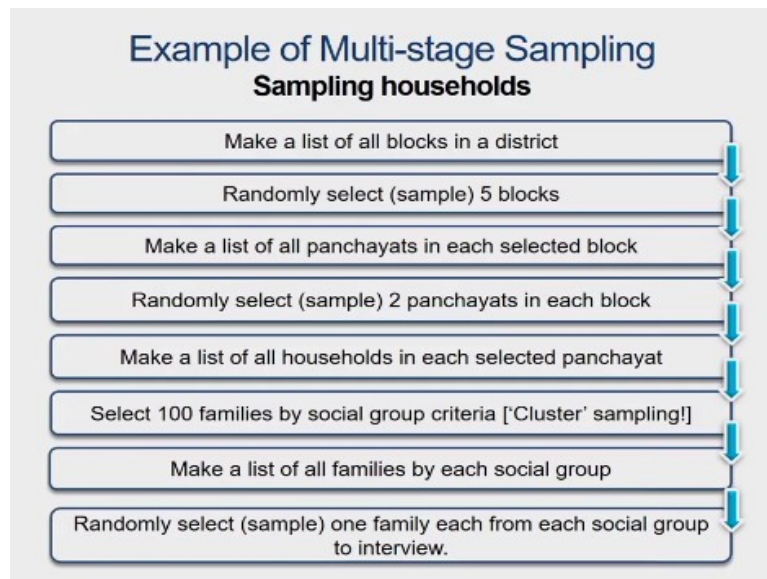 Example of Multi-stage Sampling
Sampling households
Make a list of all blocks in a district
Randomly select (sample) 5 blocks
Make a list of all panchayats in each selected block
Randomly select (sample) 2 panchayats in each block
Make a list of all households in each selected panchayat
Select 100 families by social group criteria ['Cluster' sampling!]
Make a list of all families by each social group
Randomly select (sample) one family each from each social group
to interview.